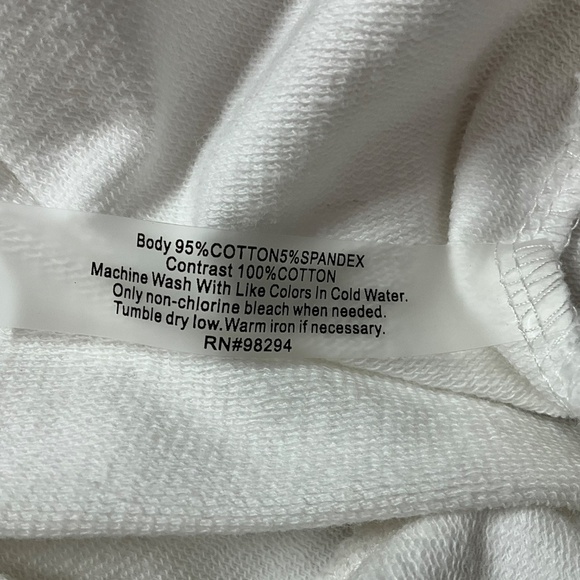 Body 95%COTTON5%SPANDEX
Contrast 100%COTTON
Machine Wash With Like Colors In Cold Water.
Only non-chlorine bleach when needed.
Tumble dry low.Warm iron if necessary.
RN#98294